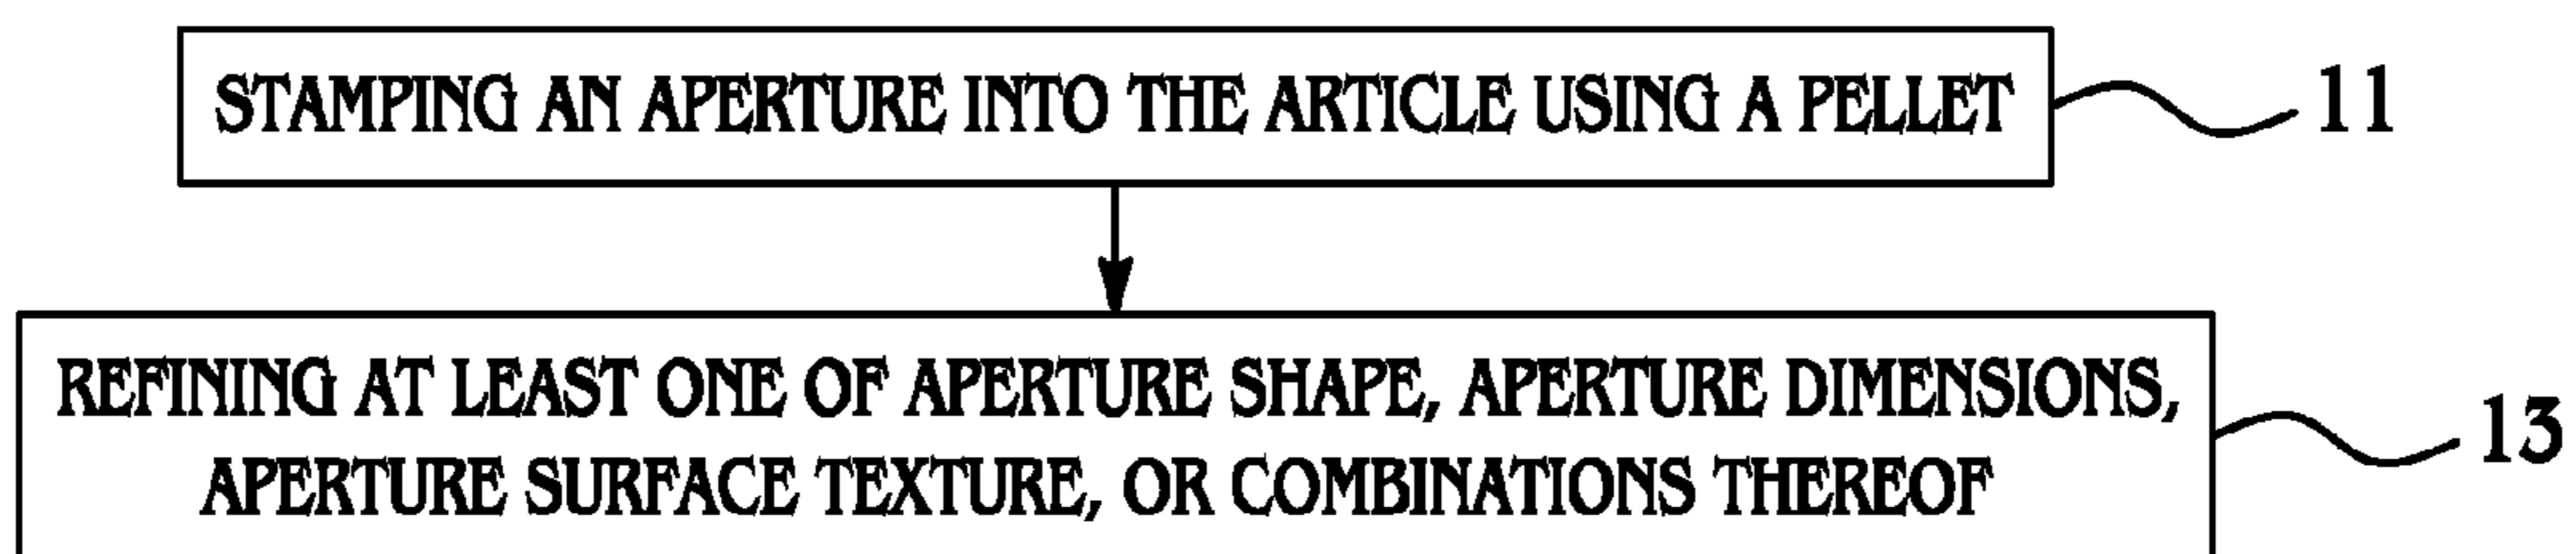 STAMPING AN APERTURE INTO THE ARTICLE USING A PELLET
11
REFINING AT LEAST ONE OF APERTURE SHAPE, APERTURE DIMENSIONS,
APERTURE SURFACE TEXTURE, OR COMBINATIONS THEREOF
13